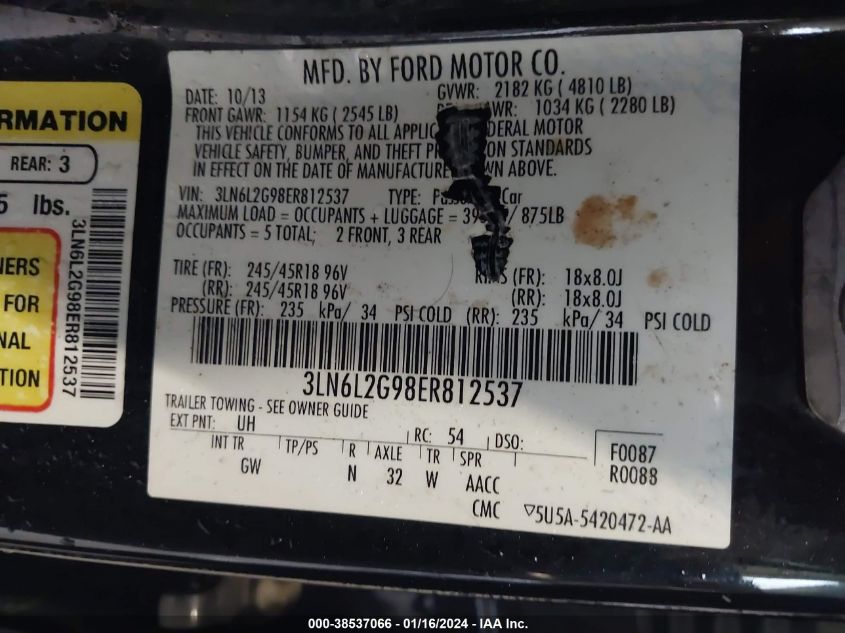 MFD. BY FORD MOTOR CO.
DATE: 10/13
GVWR: 2182 KG ( 4810 LB)
FRONT GAWR: 1154 KG ( 2545 LB)
AWR: 1034 KG ( 2280 LB)
THIS VEHICLE CONFORMS TO ALL APPLIC DERAL MOTOR
VEHICLE SAFETY, BUMPER, AND THEFT PR ON STANDARDS
IN EFFECT ON THE DATE OF MANUFACTURE WN ABOVE.
VIN: 3LN6L2G98ER812537 TYPE: Pass Car
MAXIMUM LOAD = OCCUPANTS + LUGGAGE = 39 / 875LB
OCCUPANTS = 5 TOTAL; 2 FRONT, 3 REAR
TIRE (FR): 245/45R18 96V (FR): 18x8.0J
(RR): 245/45R18 96V (RR): 18x8.0J
PRESSURE (FR): 235 kPa/ 34 PSI COLD (RR): 235 kPa/ 34 PSI COLD
3LN6L2G98ER812537
TRAILER TOWING - SEE OWNER GUIDE
EXT PNT: UH RC: 54 DSO:
INT TR TP/PS R AXLE TR SPR
GW N 32 W AACC
CMC
F0087
R0088
5U5A-5420472-AA
RMATION
REAR: 3
5 lbs.
3LN6L2G98ER812537
NERS
FOR
NAL
TION
000-38537066 - 01/16/2024 - IAAI Inc.